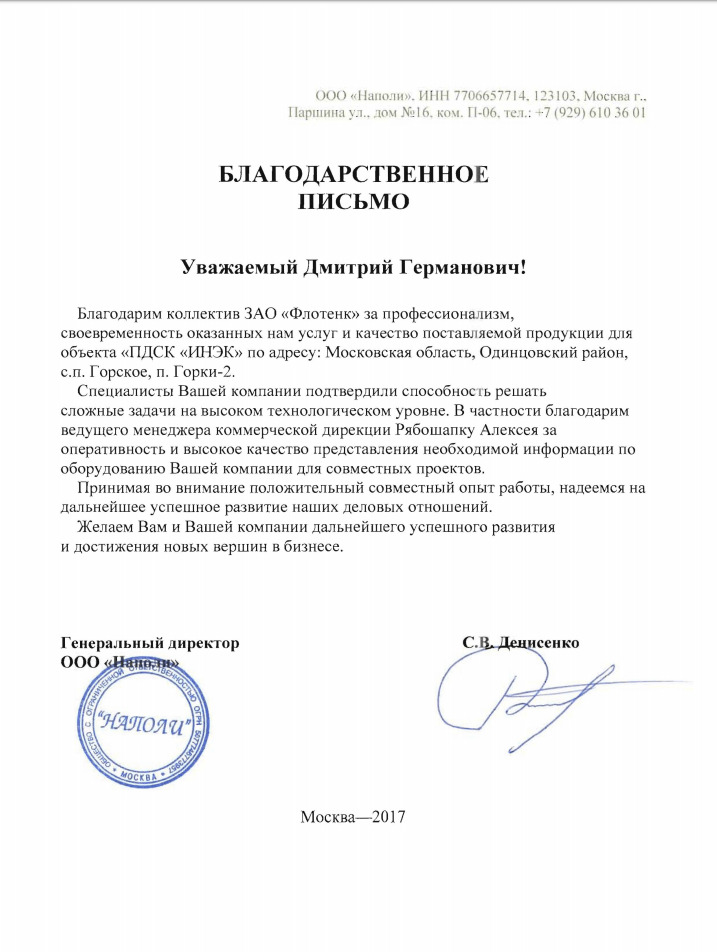 ООО «Наполи». ИНН 7706657714, 123103, Москва г.,
Паршина ул., дом №16, ком. П-06, тел.: +7 (929) 610 36 01
БЛАГОДАРСТВЕННОЕ
ПИСЬМО
Уважаемый Дмитрий Германович!
Благодарим коллектив ЗАО «Флотенк» за профессионализм,
своевременность оказанных нам услуг и качество поставляемой продукции для
объекта «ПДСК «ИНЭК» по адресу: Московская область, Одинцовский район,
с.п. Горское, п. Горки-2.
Специалисты Вашей компании подтвердили способность решать
сложные задачи на высоком технологическом уровне. В частности благодарим
ведущего менеджера коммерческой дирекции Рябошапку Алексея за
оперативность и высокое качество представления необходимой информации по
оборудованию Вашей компании для совместных проектов.
Принимая во внимание положительный совместный опыт работы, надеемся на
дальнейшее успешное развитие наших деловых отношений.
Желаем Вам и Вашей компании дальнейшего успешного развития
и достижения новых вершин в бизнесе.
Генеральный директор
ООО «Наполи»
С.В. Денисенко
ОБЩЕСТВО С ОГРАНИЧЕННОЙ ОТВЕТСТВЕННОСТЬЮ ОГРН
"НАПОЛИ"
* МОСКВА *
Москва—2017